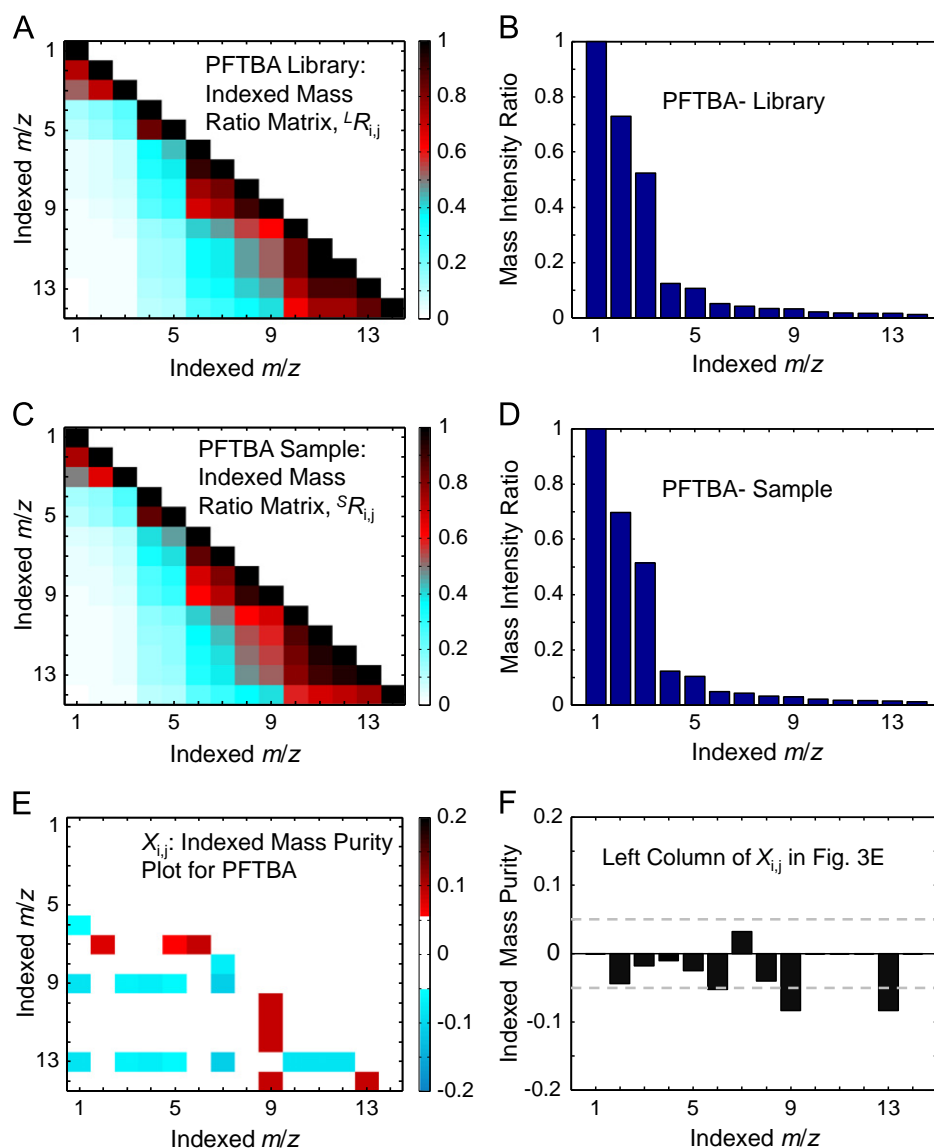 A
1
5
9
13
Indexed m/z
1 5 9 13
Indexed m/z
PFTBA Library:
Indexed Mass
Ratio Matrix, ᴸR_{i,j}
1
0.8
0.6
0.4
0.2
0
B
1
0.8
0.6
0.4
0.2
0
Mass Intensity Ratio
PFTBA- Library
1 5 9 13
Indexed m/z
C
1
5
9
13
Indexed m/z
1 5 9 13
Indexed m/z
PFTBA Sample:
Indexed Mass
Ratio Matrix, ˢR_{i,j}
1
0.8
0.6
0.4
0.2
0
D
1
0.8
0.6
0.4
0.2
0
Mass Intensity Ratio
PFTBA- Sample
1 5 9 13
Indexed m/z
E
1
5
9
13
Indexed m/z
1 5 9 13
Indexed m/z
X_{i,j}: Indexed Mass Purity
Plot for PFTBA
0.2
0.1
0
-0.1
-0.2
F
0.2
0.1
0
-0.1
-0.2
Indexed Mass Purity
Left Column of X_{i,j} in Fig. 3E
1 5 9 13
Indexed m/z